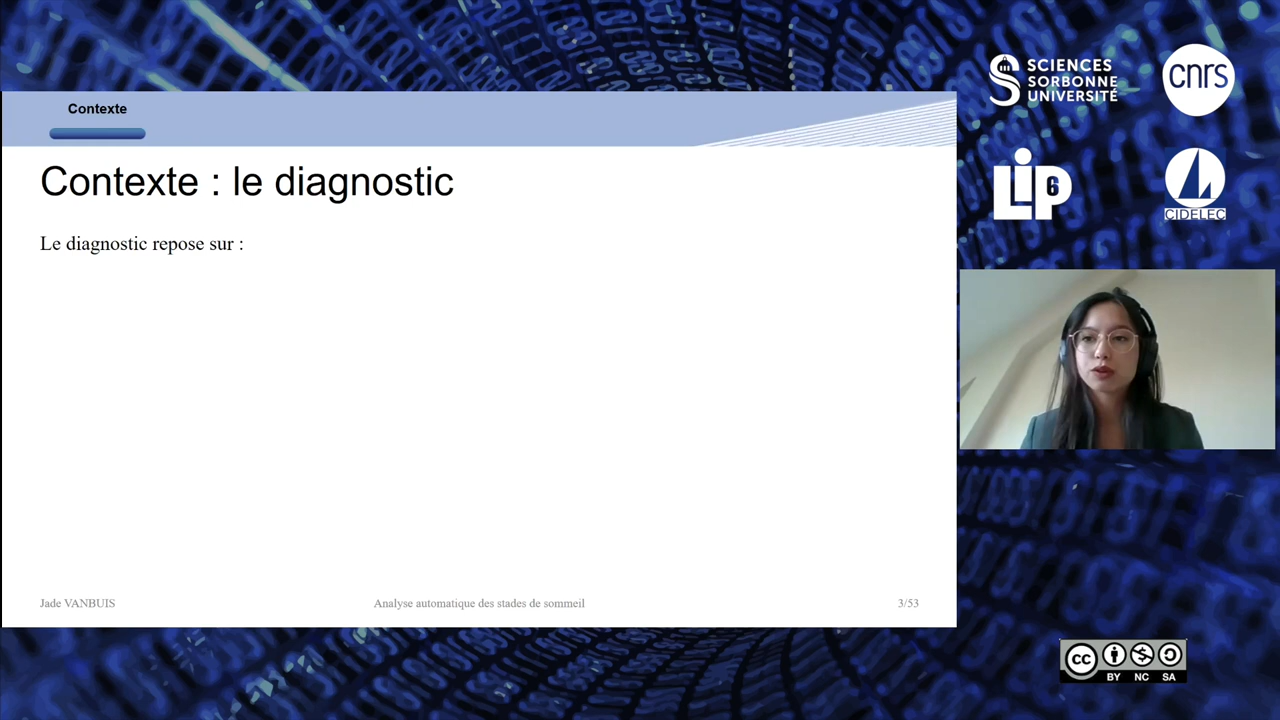 Contexte
Contexte : le diagnostic
Le diagnostic repose sur :
Jade VANBUIS
Analyse automatique des stades de sommeil
3/53
SCIENCES
SORBONNE
UNIVERSITÉ
cnrs
LIP6
CIDELEC
cc
BY NC SA